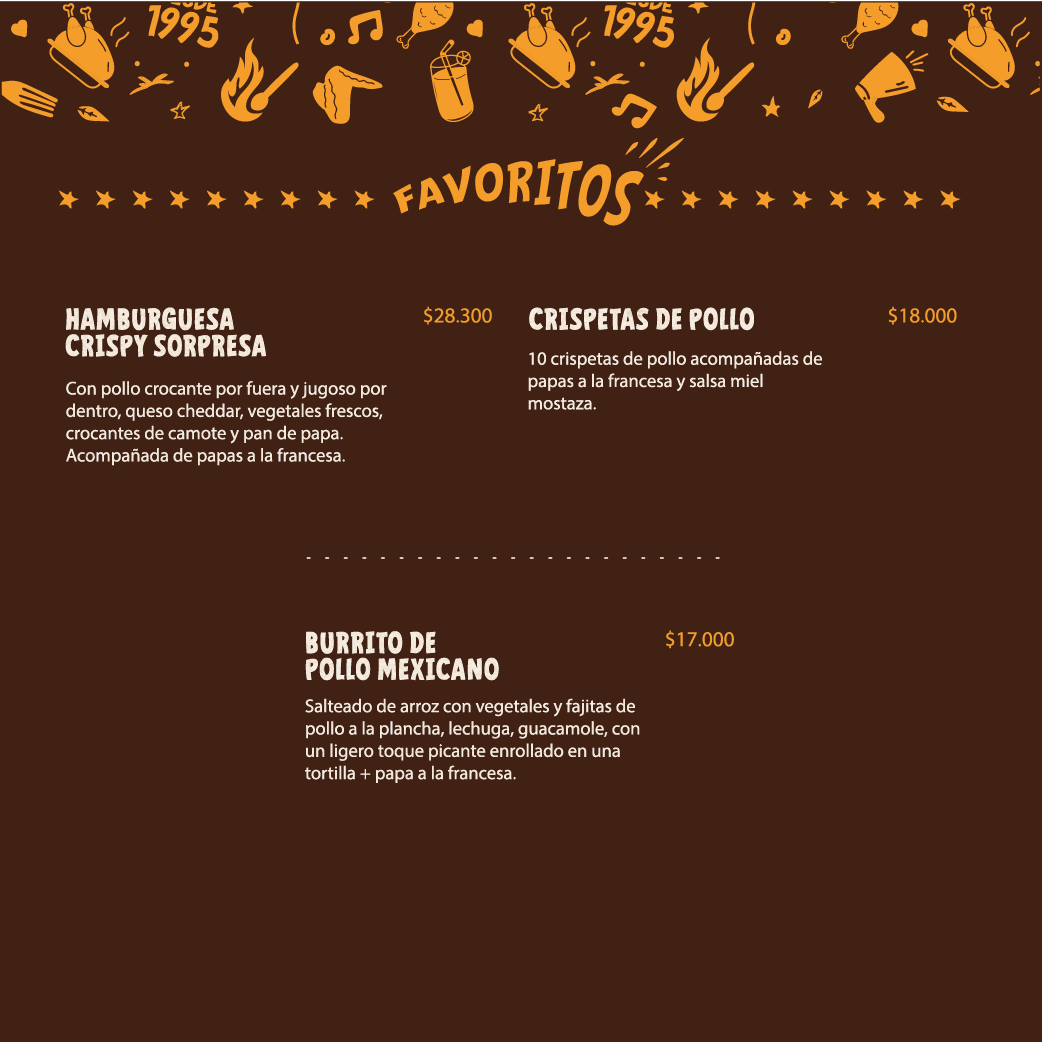 1995
1995
FAVORITOS
HAMBURGUESA
CRISPY SORPRESA
$28.300
Con pollo crocante por fuera y jugoso por
dentro, queso cheddar, vegetales frescos,
crocantes de camote y pan de papa.
Acompañada de papas a la francesa.
CRISPETAS DE POLLO
$18.000
10 crispetas de pollo acompañadas de
papas a la francesa y salsa miel
mostaza.
BURRITO DE
POLLO MEXICANO
$17.000
Salteado de arroz con vegetales y fajitas de
pollo a la plancha, lechuga, guacamole, con
un ligero toque picante enrollado en una
tortilla + papa a la francesa.